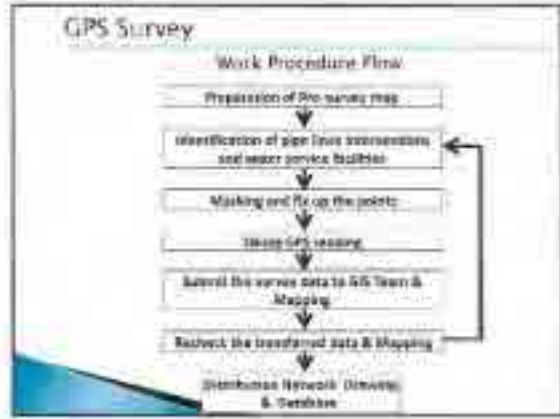 GPS Survey
Work Procedure Flow
Preparation of Pre survey map
Identification of pipe lines intersections
and water service facilities
Marking and fix up the points
Taking GPS reading
Submit the survey data to GIS Team &
Mapping
Recheck the transferred data & Mapping
Distribution Network
& Database